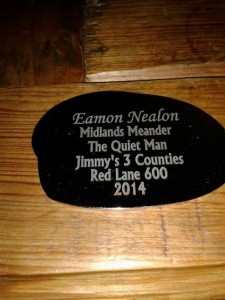 Eamon Nealon
Midlands Meander
The Quiet Man
Jimmy's 3 Counties
Red Lane 600
2014